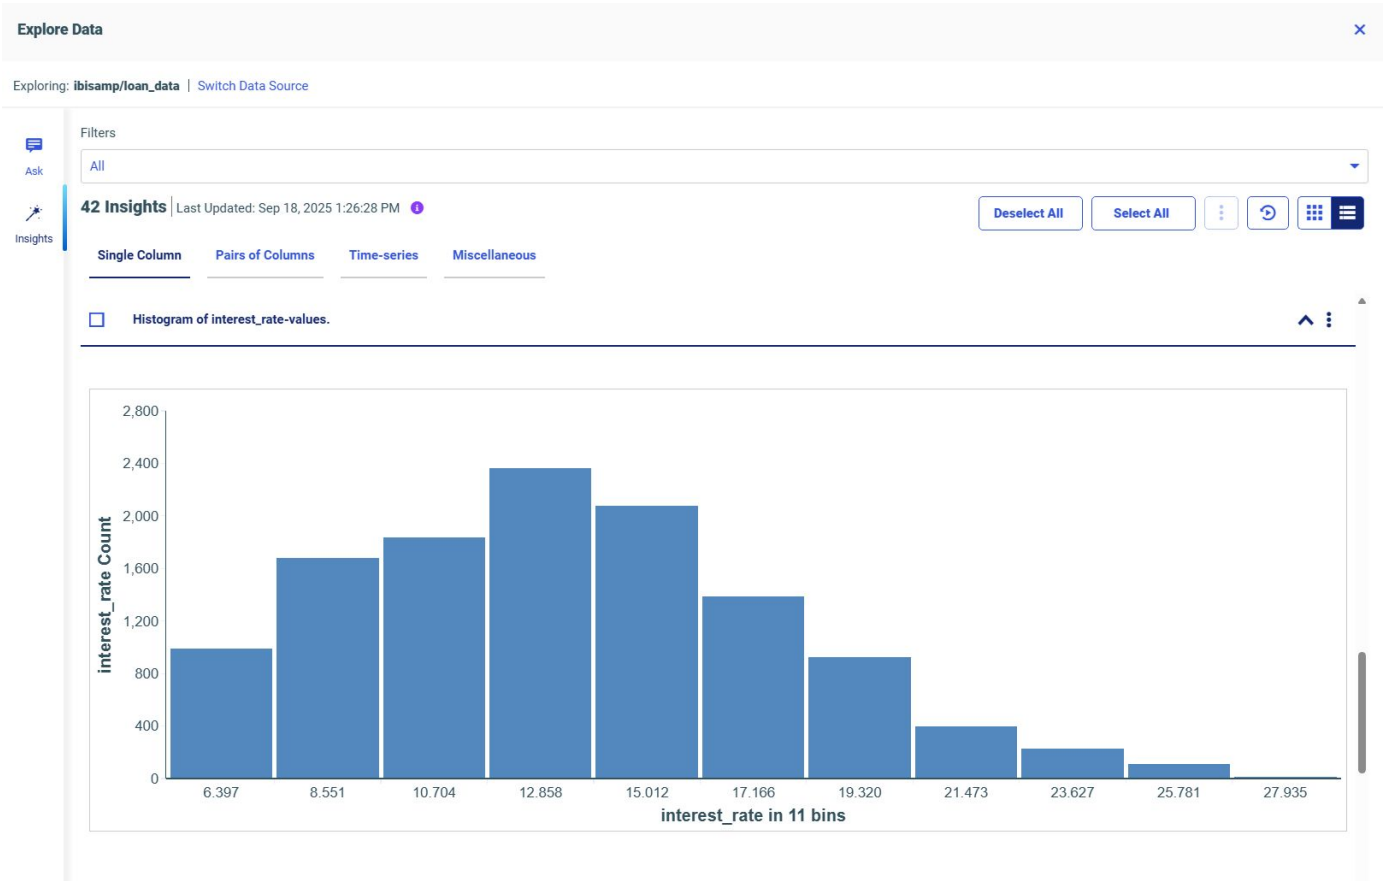 Explore Data
Exploring: ibisamp/loan_data | Switch Data Source
Ask
Insights
Filters
All
42 Insights Last Updated: Sep 18, 2025 1:26:28 PM i
Deselect All
Select All
Single Column
Pairs of Columns
Time-series
Miscellaneous
Histogram of interest_rate-values.
interest_rate Count
2,800
2,400
2,000
1,600
1,200
800
400
0
6.397 8.551 10.704 12.858 15.012 17.166 19.320 21.473 23.627 25.781 27.935
interest_rate in 11 bins